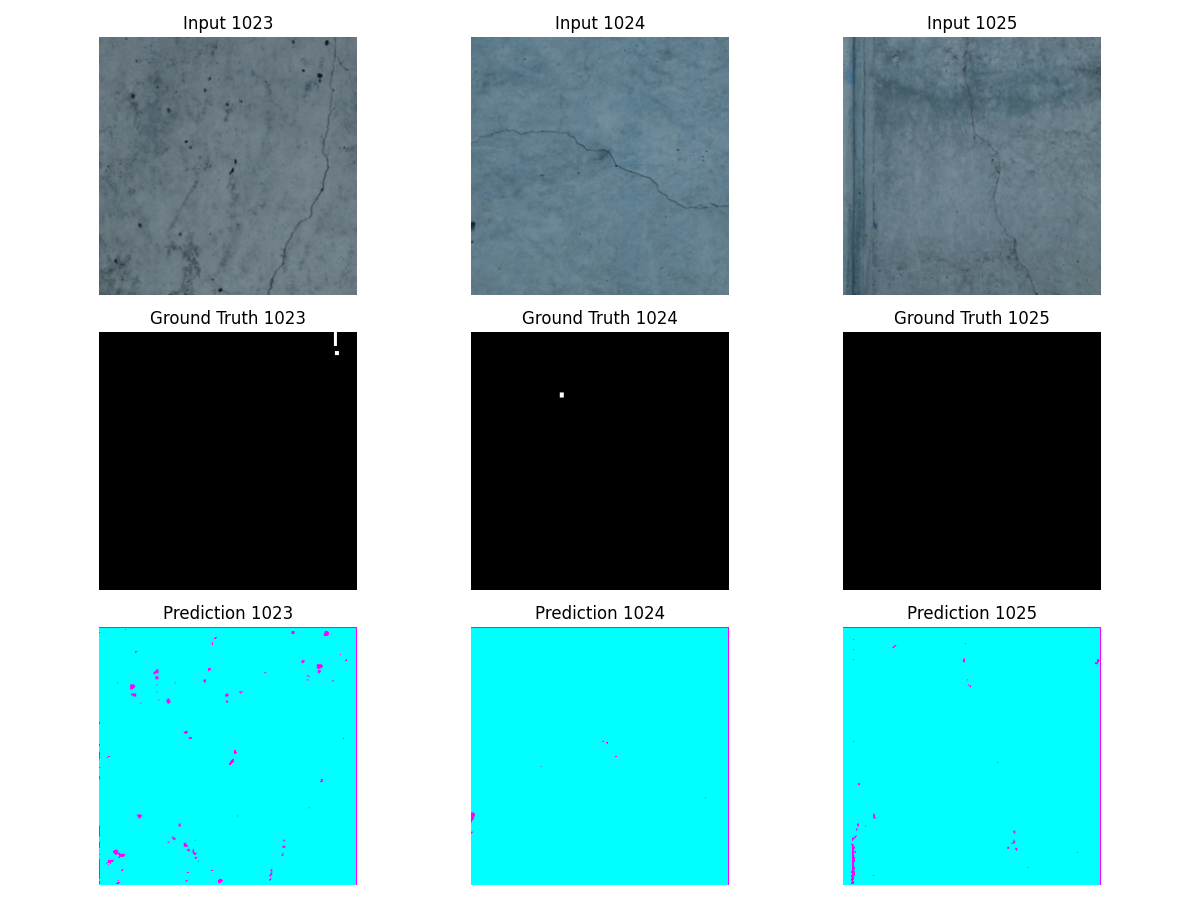 Input 1023
Input 1024
Input 1025
Ground Truth 1023
Ground Truth 1024
Ground Truth 1025
Prediction 1023
Prediction 1024
Prediction 1025